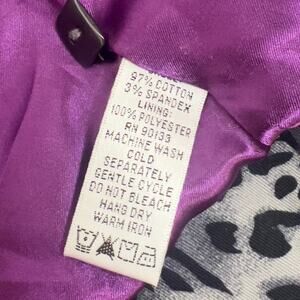 97% COTTON
3% SPANDEX
LINING:
100% POLYESTER
RN 90133
MACHINE WASH
COLD
SEPARATELY
GENTLE CYCLE
DO NOT BLEACH
HANG DRY
WARM IRON